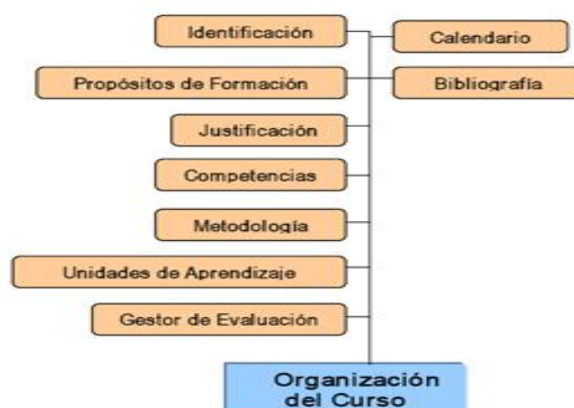 Identificación
Calendario
Propósitos de Formación
Bibliografía
Justificación
Competencias
Metodología
Unidades de Aprendizaje
Gestor de Evaluación
Organización
del Curso